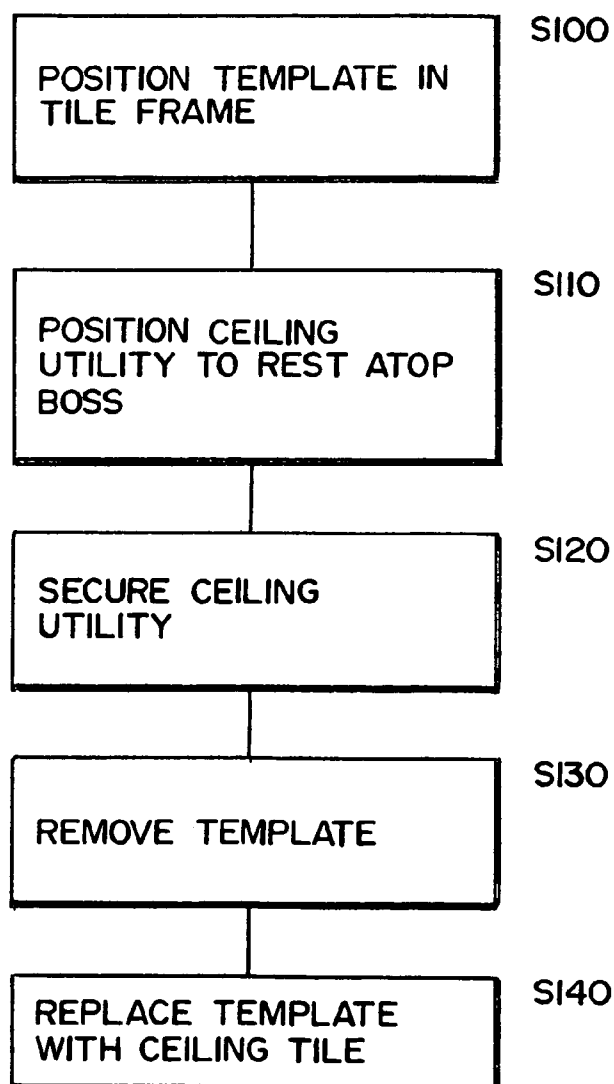 S100
POSITION TEMPLATE IN
TILE FRAME
S110
POSITION CEILING
UTILITY TO REST ATOP
BOSS
S120
SECURE CEILING
UTILITY
S130
REMOVE TEMPLATE
S140
REPLACE TEMPLATE
WITH CEILING TILE